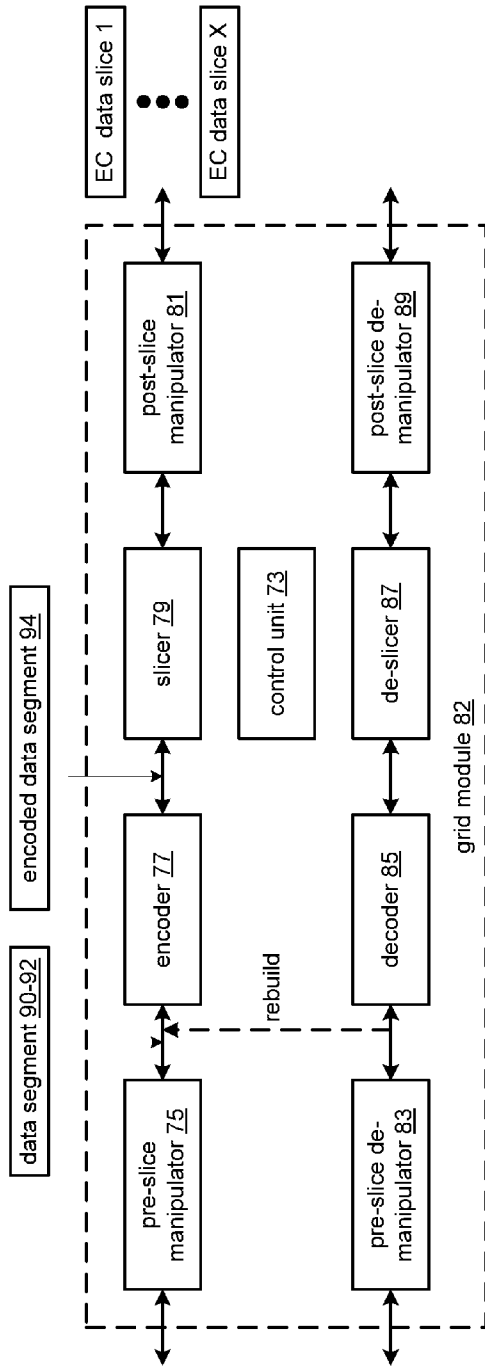 data segment 90-92
encoded data segment 94
EC data slice 1
EC data slice X
pre-slice
manipulator 75
encoder 77
slicer 79
post-slice
manipulator 81
control unit 73
rebuild
pre-slice de-
manipulator 83
decoder 85
de-slicer 87
post-slice de-
manipulator 89
grid module 82